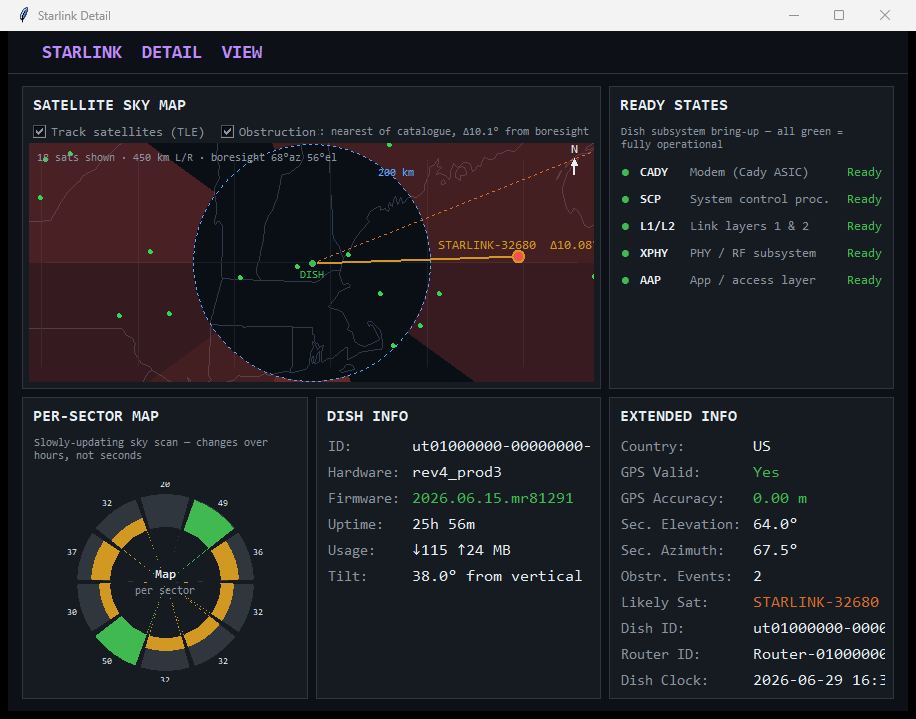 Starlink Detail
STARLINK DETAIL VIEW
SATELLITE SKY MAP
Track satellites (TLE) Obstruction: nearest of catalogue, Δ10.1° from boresight
18 sats shown · 450 km L/R · boresight 68°az 56°el
N
200 km
STARLINK-32680 Δ10.08
DISH
READY STATES
Dish subsystem bring-up — all green =
fully operational
CADY Modem (Cady ASIC) Ready
SCP System control proc. Ready
L1/L2 Link layers 1 & 2 Ready
XPHY PHY / RF subsystem Ready
AAP App / access layer Ready
PER-SECTOR MAP
Slowly-updating sky scan — changes over
hours, not seconds
20
32 49
37 36
Map
per sector
30 32
50 32
32
DISH INFO
ID: ut01000000-00000000-
Hardware: rev4_prod3
Firmware: 2026.06.15.mr81291
Uptime: 25h 56m
Usage: ↓115 ↑24 MB
Tilt: 38.0° from vertical
EXTENDED INFO
Country: US
GPS Valid: Yes
GPS Accuracy: 0.00 m
Sec. Elevation: 64.0°
Sec. Azimuth: 67.5°
Obstr. Events: 2
Likely Sat: STARLINK-32680
Dish ID: ut01000000-0000
Router ID: Router-01000000
Dish Clock: 2026-06-29 16:3